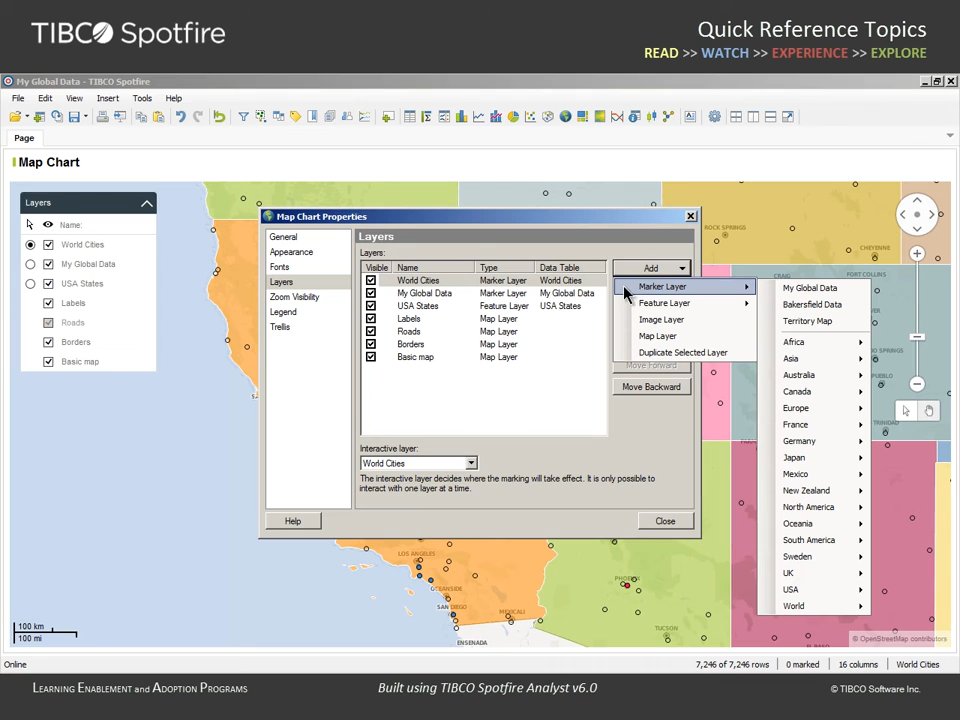 TIBCO Spotfire
Quick Reference Topics
READ >> WATCH >> EXPERIENCE >> EXPLORE
My Global Data - TIBCO Spotfire
File Edit View Insert Tools Help
Page
Map Chart
Layers
Name:
World Cities
My Global Data
USA States
Labels
Roads
Borders
Basic map
Map Chart Properties
General
Appearance
Fonts
Layers
Zoom Visibility
Legend
Trellis
Layers
Layers:
Visible Name Type Data Table
World Cities Marker Layer World Cities
My Global Data Marker Layer My Global Data
USA States Feature Layer USA States
Labels Map Layer
Roads Map Layer
Borders Map Layer
Basic map Map Layer
Add
Marker Layer
Feature Layer
Image Layer
Map Layer
Duplicate Selected Layer
Move Forward
Move Backward
My Global Data
Bakersfield Data
Territory Map
Africa
Asia
Australia
Canada
Europe
France
Germany
Japan
Mexico
New Zealand
North America
Oceania
South America
Sweden
UK
USA
World
Interactive layer:
World Cities
The interactive layer decides where the marking will take effect. It is only possible to
interact with one layer at a time.
Help
Close
ROCK SPRINGS
CHEYENNE
CRAIG
FORT COLLINS
PUEBLO
TRINIDAD
LOS ANGELES
OCEANSIDE
SAN DIEGO
MEXICALI
ENSENADA
PHOENIX
TUCSON
100 km
100 mi
© OpenStreetMap contributors
Online
7,246 of 7,246 rows 0 marked 16 columns World Cities
LEARNING ENABLEMENT AND ADOPTION PROGRAMS
Built using TIBCO Spotfire Analyst v6.0
© TIBCO Software Inc.